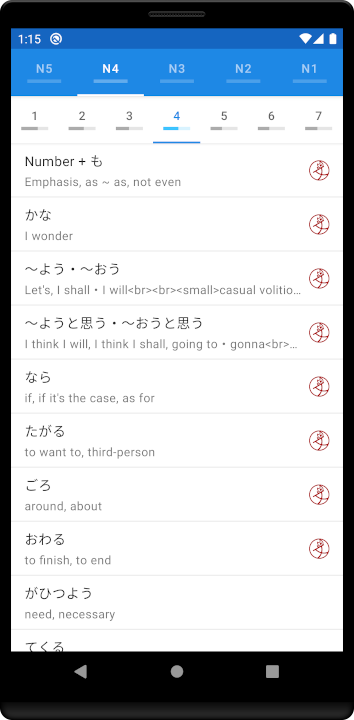 1:15
N5 N4 N3 N2 N1
1 2 3 4 5 6 7
Number + も
Emphasis, as ~ as, not even
かな
I wonder
～よう・～おう
Let's, I shall・I will<br><br><small>casual volitio…
～ようと思う・～おうと思う
I think I will, I think I shall, going to・gonna<br>…
なら
if, if it's the case, as for
たがる
to want to, third-person
ごろ
around, about
おわる
to finish, to end
がひつよう
need, necessary
てくる